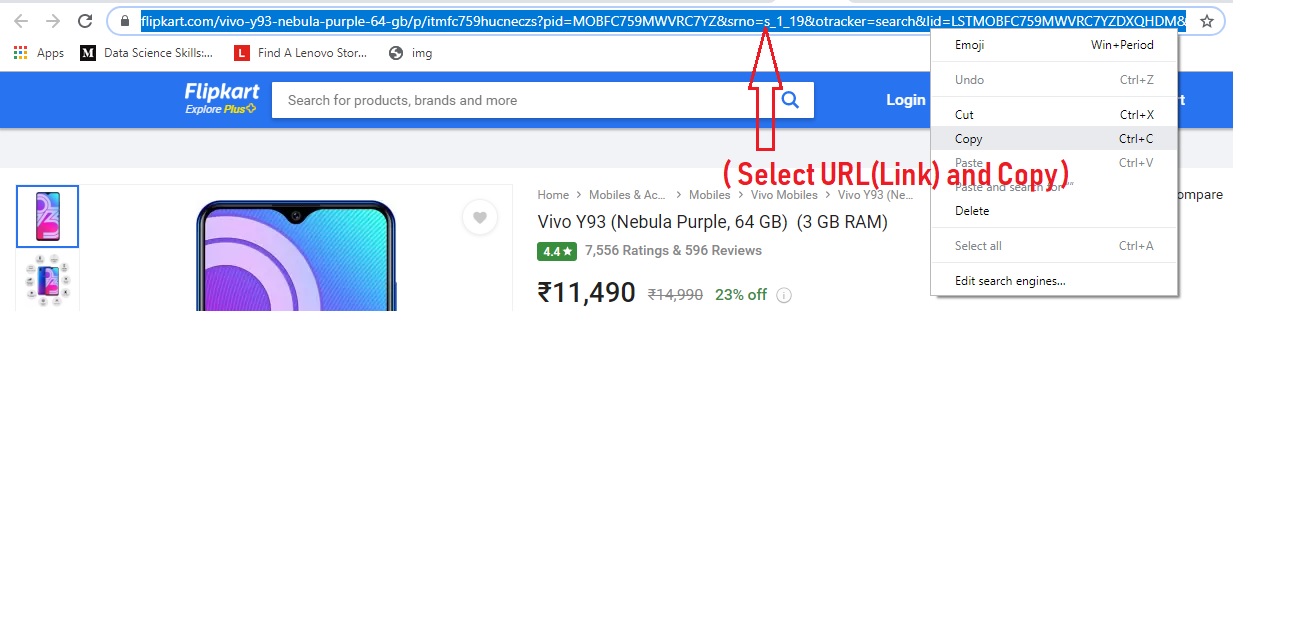 flipkart.com/vivo-y93-nebula-purple-64-gb/p/itmfc759hucneczs?pid=MOBFC759MWVRC7YZ&srno=s_1_19&otracker=search&lid=LSTMOBFC759MWVRC7YZDXQHDM&
Apps M Data Science Skills:... L Find A Lenovo Stor... img
Emoji Win+Period
Undo Ctrl+Z
Cut Ctrl+X
Copy Ctrl+C
Paste Ctrl+V
Paste and search for ""
Delete
Select all Ctrl+A
Edit search engines...
Flipkart
Explore Plus
Search for products, brands and more
Login
( Select URL(Link) and Copy )
ompare
Home > Mobiles & Ac... > Mobiles > Vivo Mobiles > Vivo Y93 (Ne...
Vivo Y93 (Nebula Purple, 64 GB) (3 GB RAM)
4.4★ 7,556 Ratings & 596 Reviews
₹11,490 ₹14,990 23% off i